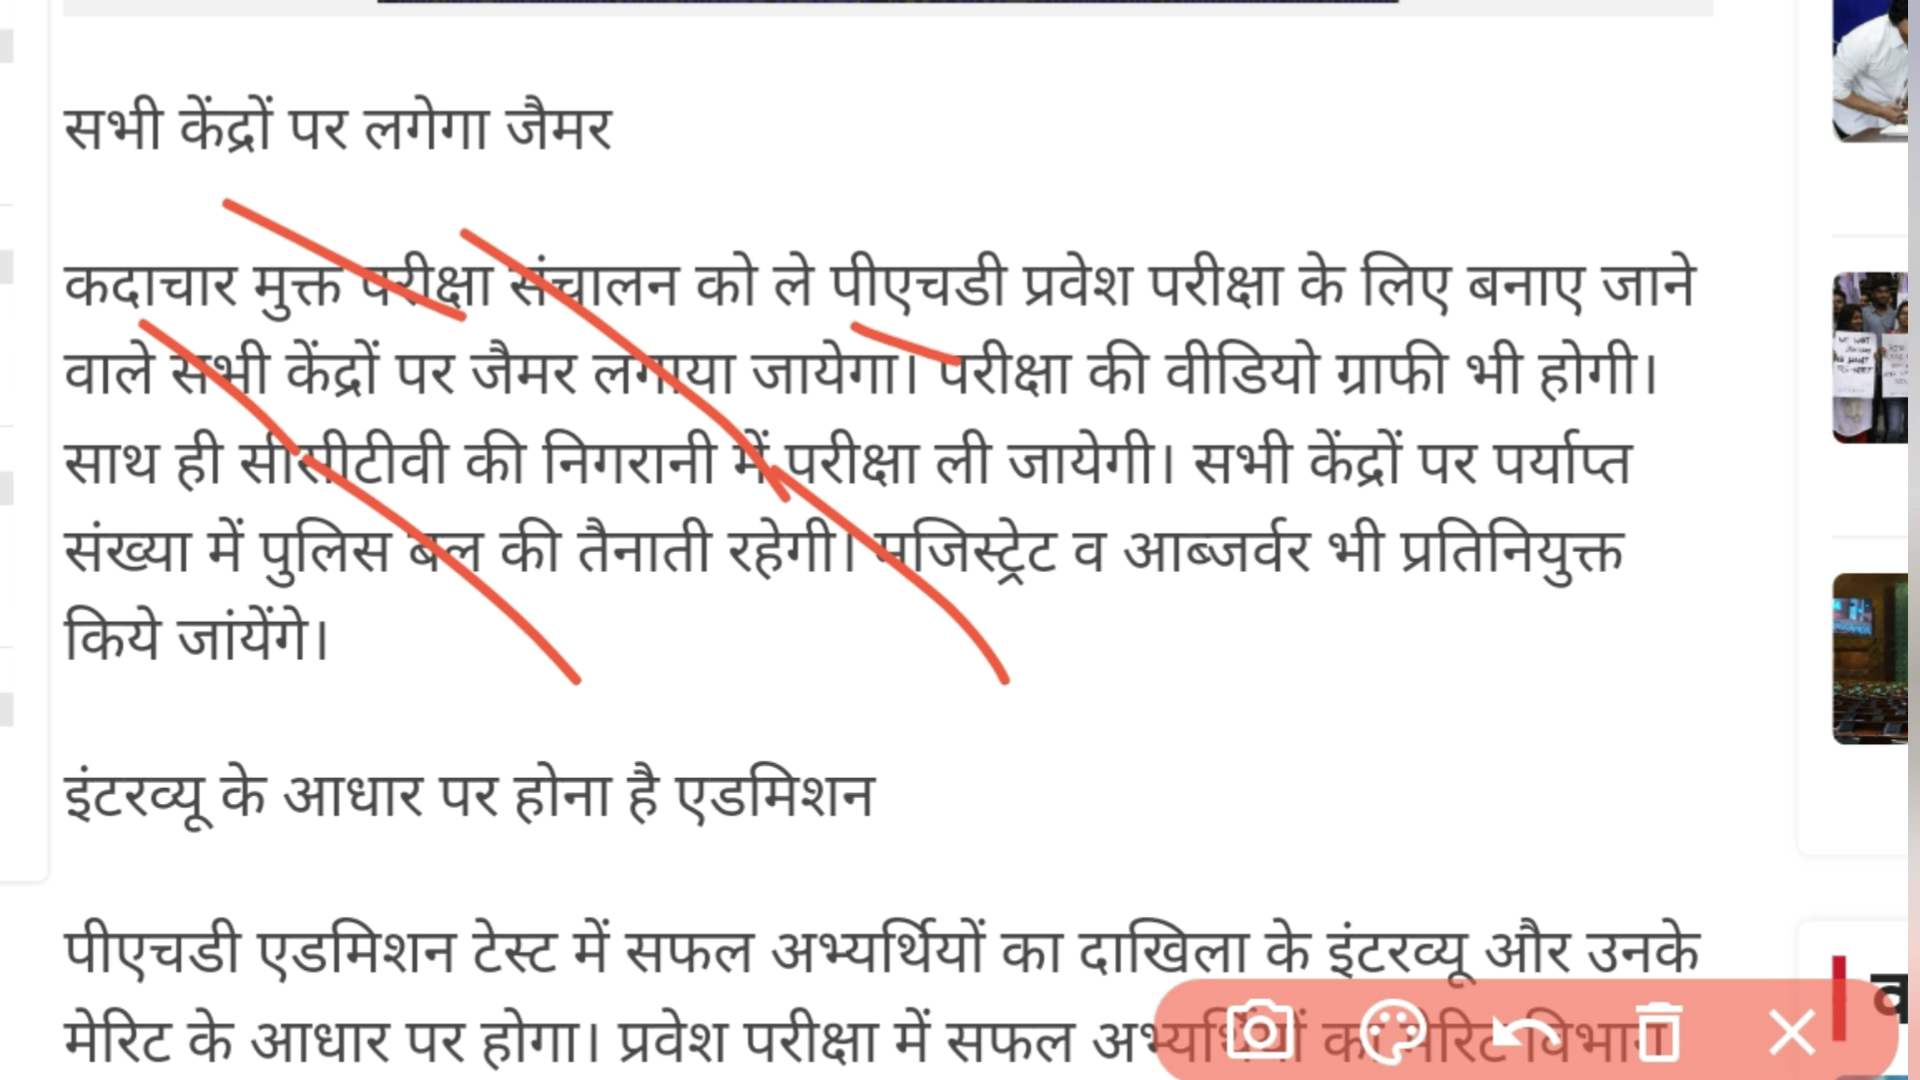 सभी केंद्रों पर लगेगा जैमर
कदाचार मुक्त परीक्षा संचालन को ले पीएचडी प्रवेश परीक्षा के लिए बनाए जाने
वाले सभी केंद्रों पर जैमर लगाया जायेगा। परीक्षा की वीडियो ग्राफी भी होगी।
साथ ही सीसीटीवी की निगरानी में परीक्षा ली जायेगी। सभी केंद्रों पर पर्याप्त
संख्या में पुलिस बल की तैनाती रहेगी। मजिस्ट्रेट व आब्जर्वर भी प्रतिनियुक्त
किये जांयेंगे।
इंटरव्यू के आधार पर होना है एडमिशन
पीएचडी एडमिशन टेस्ट में सफल अभ्यर्थियों का दाखिला के इंटरव्यू और उनके
मेरिट के आधार पर होगा। प्रवेश परीक्षा में सफल अभ्यर्थियों का मेरिट विभाग